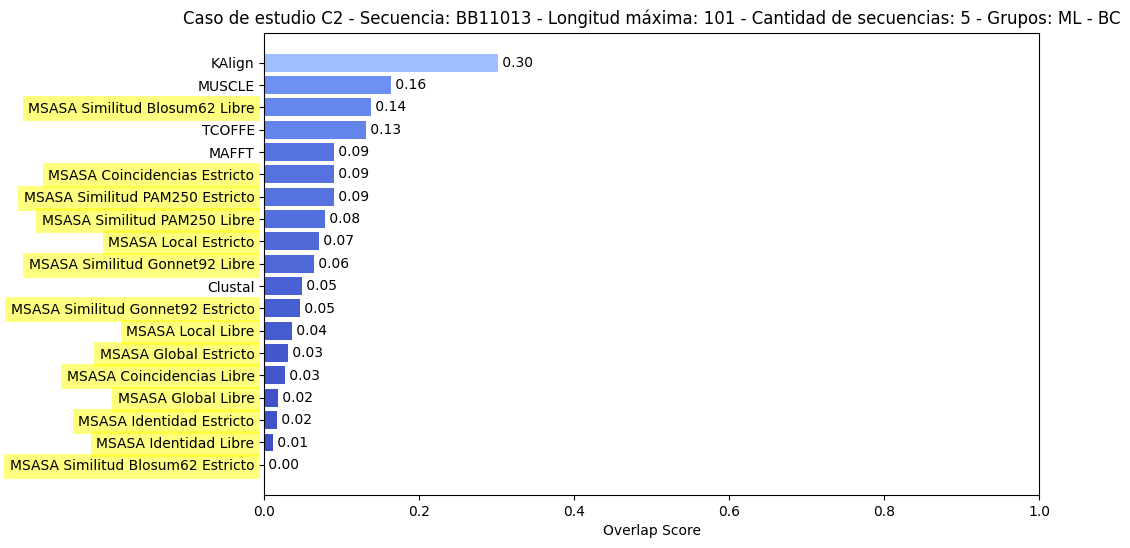 Caso de estudio C2 - Secuencia: BB11013 - Longitud máxima: 101 - Cantidad de secuencias: 5 - Grupos: ML - BC
KAlign 0.30
MUSCLE 0.16
MSASA Similitud Blosum62 Libre 0.14
TCOFFE 0.13
MAFFT 0.09
MSASA Coincidencias Estricto 0.09
MSASA Similitud PAM250 Estricto 0.09
MSASA Similitud PAM250 Libre 0.08
MSASA Local Estricto 0.07
MSASA Similitud Gonnet92 Libre 0.06
Clustal 0.05
MSASA Similitud Gonnet92 Estricto 0.05
MSASA Local Libre 0.04
MSASA Global Estricto 0.03
MSASA Coincidencias Libre 0.03
MSASA Global Libre 0.02
MSASA Identidad Estricto 0.02
MSASA Identidad Libre 0.01
MSASA Similitud Blosum62 Estricto 0.00
0.0 0.2 0.4 0.6 0.8 1.0
Overlap Score